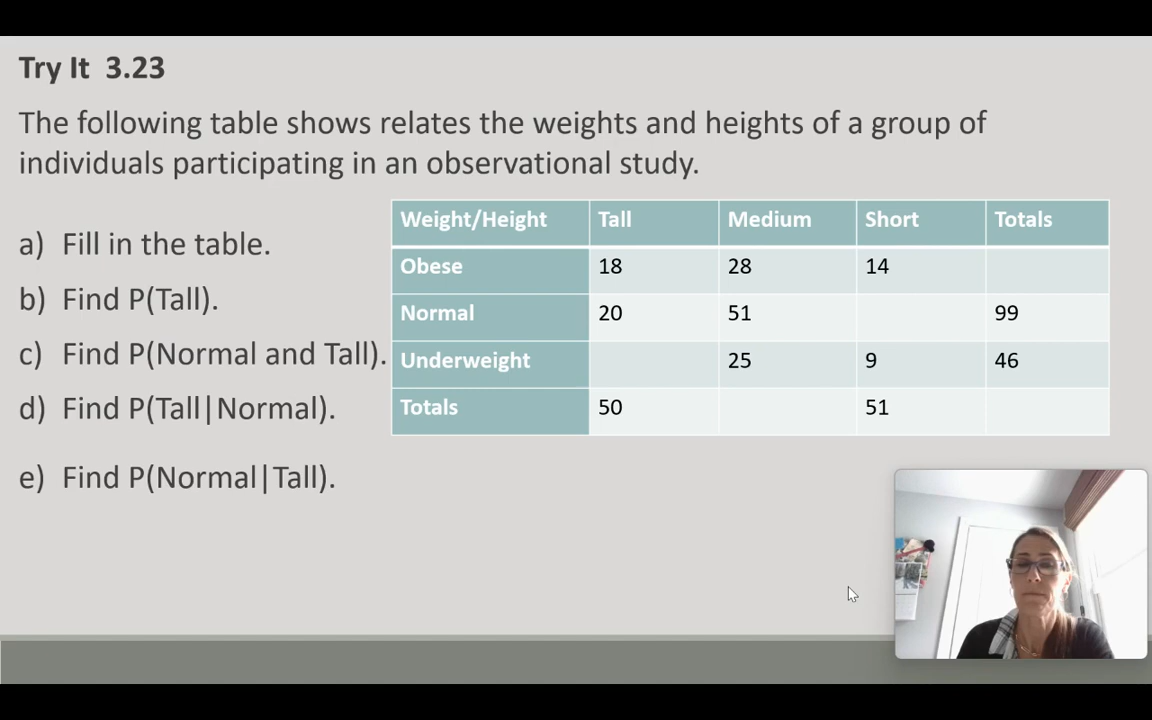 Try It 3.23
The following table shows relates the weights and heights of a group of
individuals participating in an observational study.
a) Fill in the table.
b) Find P(Tall).
c) Find P(Normal and Tall).
d) Find P(Tall|Normal).
e) Find P(Normal|Tall).
Weight/Height Tall Medium Short Totals
Obese 18 28 14
Normal 20 51 99
Underweight 25 9 46
Totals 50 51